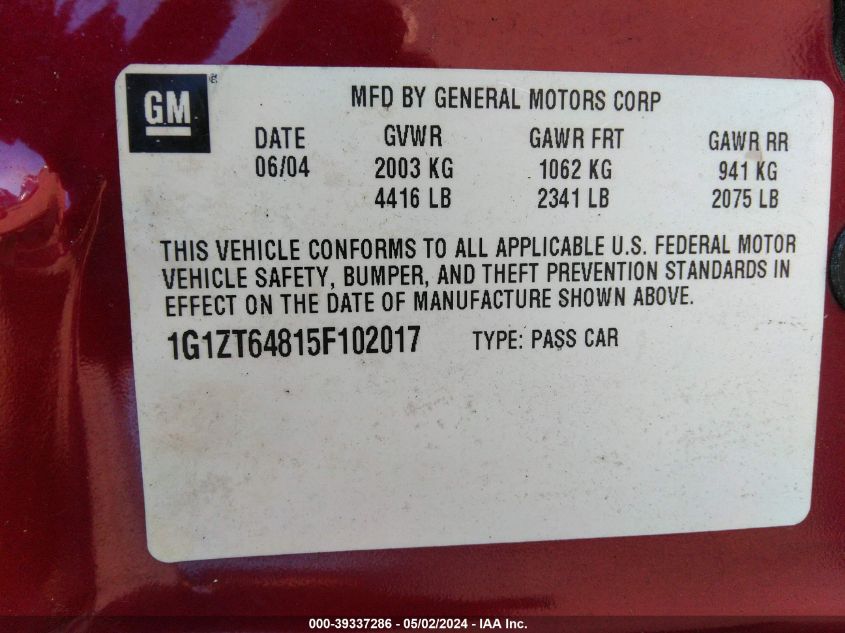 GM®
MFD BY GENERAL MOTORS CORP
DATE GVWR GAWR FRT GAWR RR
06/04 2003 KG 1062 KG 941 KG
4416 LB 2341 LB 2075 LB
THIS VEHICLE CONFORMS TO ALL APPLICABLE U.S. FEDERAL MOTOR
VEHICLE SAFETY, BUMPER, AND THEFT PREVENTION STANDARDS IN
EFFECT ON THE DATE OF MANUFACTURE SHOWN ABOVE.
1G1ZT64815F102017 TYPE: PASS CAR
000-39337286 - 05/02/2024 - IAA Inc.